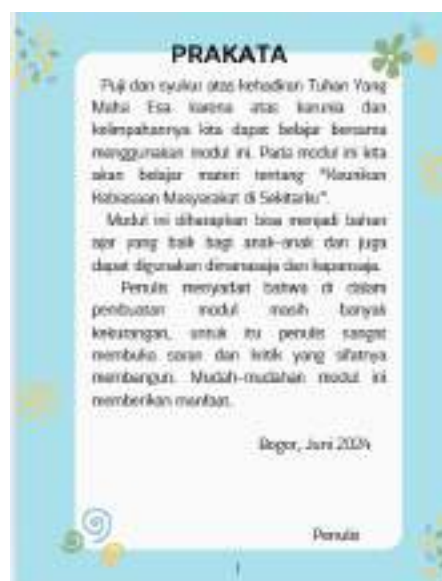 PRAKATA
Puji dan syukur atas kehadiran Tuhan Yang
Maha Esa karena atas karunia dan
kelimpahannya kita dapat belajar bersama
menggunakan modul ini. Pada modul ini kita
akan belajar materi tentang "Keunikan
Kebiasaan Masyarakat di Sekitarku".
Modul ini diharapkan bisa menjadi bahan
ajar yang baik bagi anak-anak dan juga
dapat digunakan dimanasaja dan kapansaja.
Penulis menyadari bahwa di dalam
pembuatan modul masih banyak
kekurangan, untuk itu penulis sangat
membuka saran dan kritik yang sifatnya
membangun. Mudah-mudahan modul ini
memberikan manfaat.
Bogor, Juni 2024
Penulis